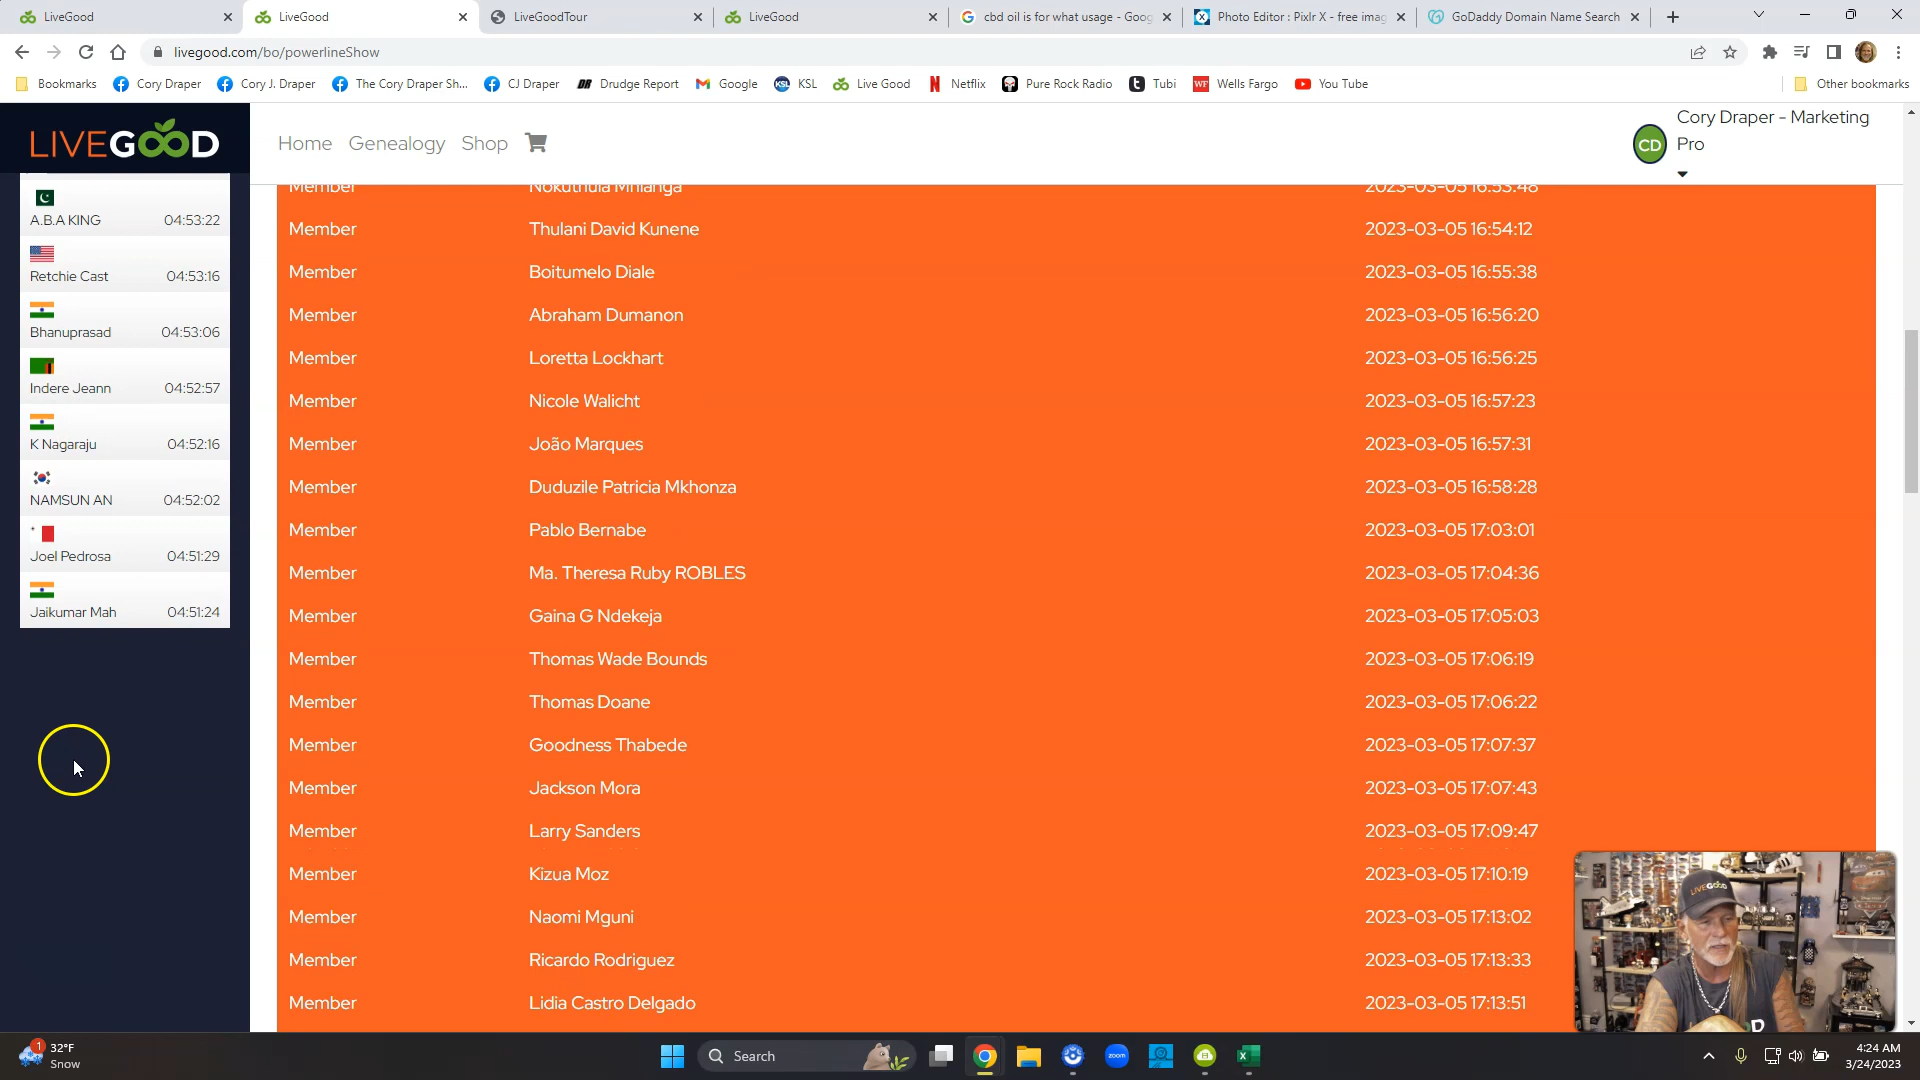 LiveGood
LiveGood
LiveGoodTour
LiveGood
cbd oil is for what usage - Goog
Photo Editor : Pixlr X - free imag
GoDaddy Domain Name Search
livegood.com/bo/powerlineShow
Bookmarks
Cory Draper
Cory J. Draper
The Cory Draper Sh...
CJ Draper
Drudge Report
Google
KSL
Live Good
Netflix
Pure Rock Radio
Tubi
Wells Fargo
You Tube
Other bookmarks
LIVEGOOD
Home
Genealogy
Shop
CD
Cory Draper - Marketing
Pro
A.B.A KING 04:53:22
Retchie Cast 04:53:16
Bhanuprasad 04:53:06
Indere Jeann 04:52:57
K Nagaraju 04:52:16
NAMSUN AN 04:52:02
Joel Pedrosa 04:51:29
Jaikumar Mah 04:51:24
Member Nokuthula Mhlanga 2023-03-05 16:53:48
Member Thulani David Kunene 2023-03-05 16:54:12
Member Boitumelo Diale 2023-03-05 16:55:38
Member Abraham Dumanon 2023-03-05 16:56:20
Member Loretta Lockhart 2023-03-05 16:56:25
Member Nicole Walicht 2023-03-05 16:57:23
Member João Marques 2023-03-05 16:57:31
Member Duduzile Patricia Mkhonza 2023-03-05 16:58:28
Member Pablo Bernabe 2023-03-05 17:03:01
Member Ma. Theresa Ruby ROBLES 2023-03-05 17:04:36
Member Gaina G Ndekeja 2023-03-05 17:05:03
Member Thomas Wade Bounds 2023-03-05 17:06:19
Member Thomas Doane 2023-03-05 17:06:22
Member Goodness Thabede 2023-03-05 17:07:37
Member Jackson Mora 2023-03-05 17:07:43
Member Larry Sanders 2023-03-05 17:09:47
Member Kizua Moz 2023-03-05 17:10:19
Member Naomi Mguni 2023-03-05 17:13:02
Member Ricardo Rodriguez 2023-03-05 17:13:33
Member Lidia Castro Delgado 2023-03-05 17:13:51
LIVEGOOD
1
32°F
Snow
Search
zoom
4:24 AM
3/24/2023